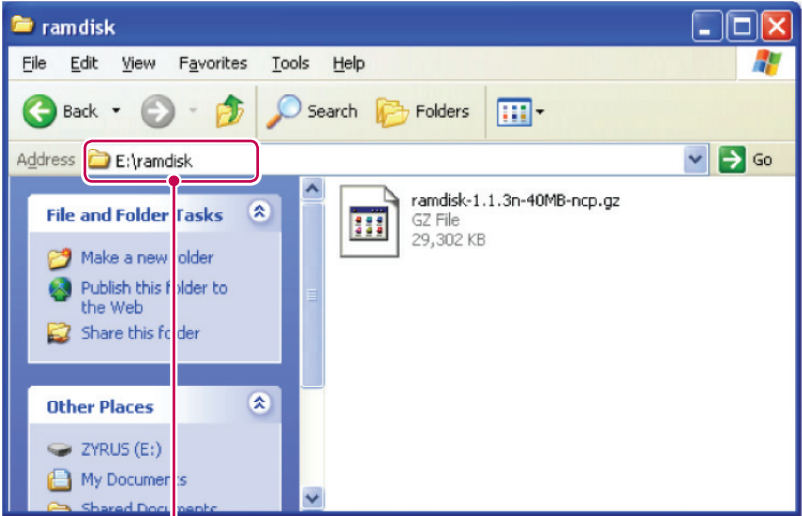 ramdisk
File Edit View Favorites Tools Help
Back Search Folders
Address E:\ramdisk Go
File and Folder Tasks
Make a new folder
Publish this folder to
the Web
Share this folder
Other Places
ZYRUS (E:)
My Documents
Shared Documents
ramdisk-1.1.3n-40MB-ncp.gz
GZ File
29,302 KB